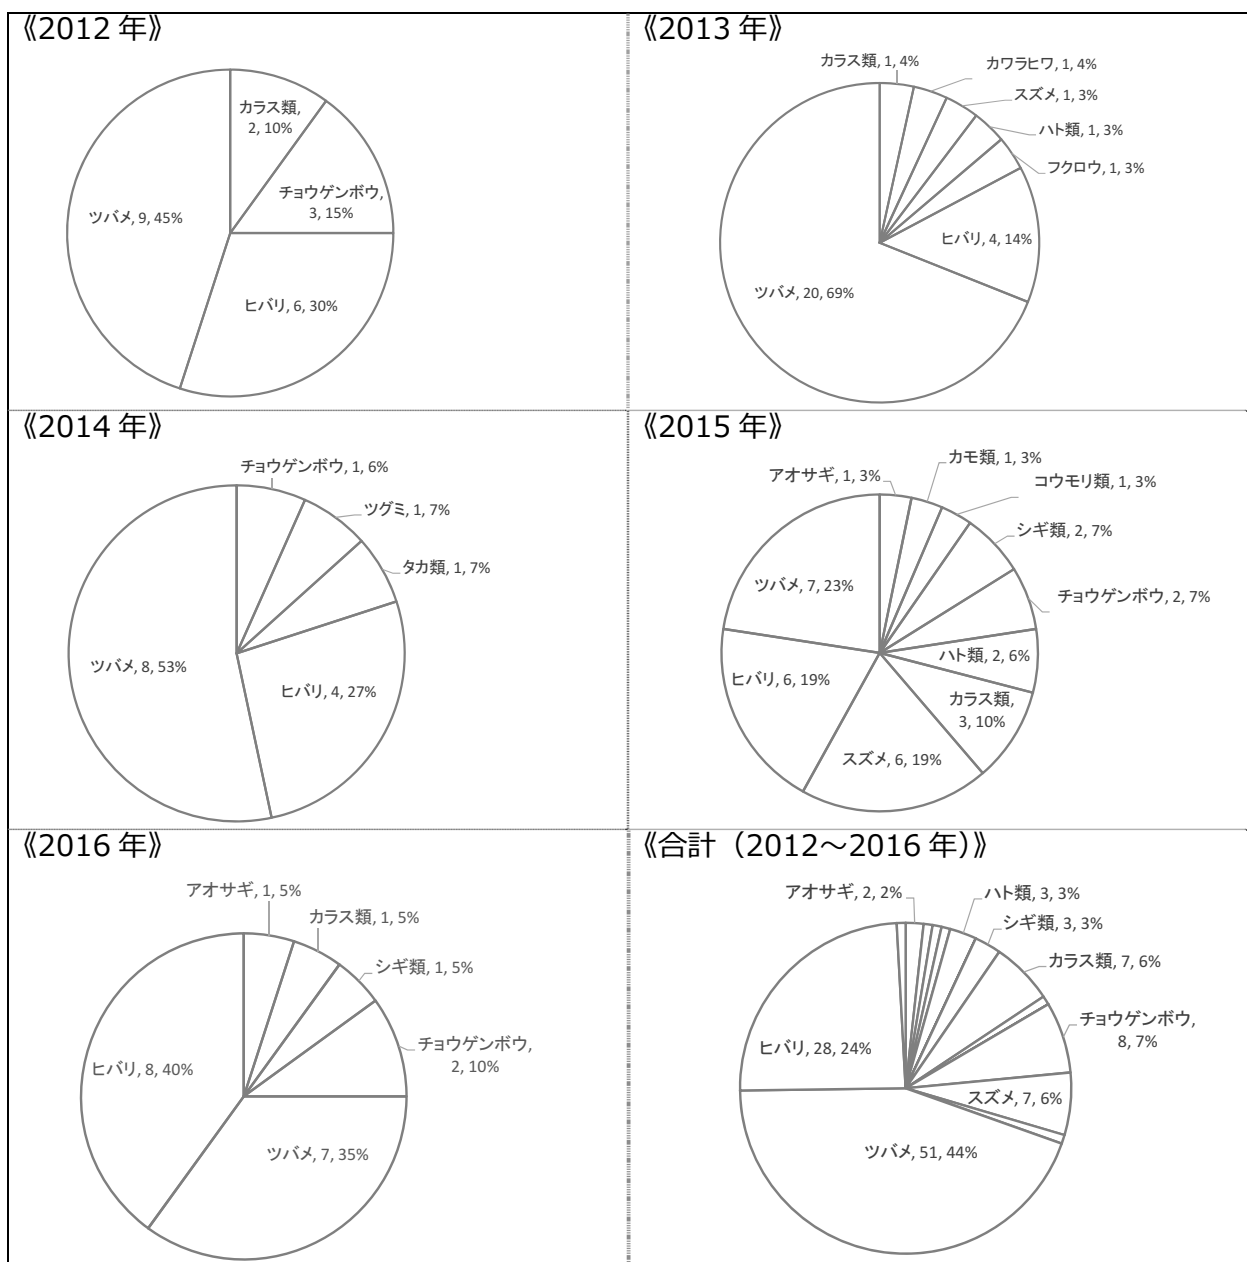 《2012 年》
カラス類,
2, 10%
チョウゲンボウ,
3, 15%
ヒバリ, 6, 30%
ツバメ, 9, 45%
《2013 年》
カラス類, 1, 4%
カワラヒワ, 1, 4%
スズメ, 1, 3%
ハト類, 1, 3%
フクロウ, 1, 3%
ヒバリ, 4, 14%
ツバメ, 20, 69%
《2014 年》
チョウゲンボウ, 1, 6%
ツグミ, 1, 7%
タカ類, 1, 7%
ヒバリ, 4, 27%
ツバメ, 8, 53%
《2015 年》
アオサギ, 1, 3%
カモ類, 1, 3%
コウモリ類, 1, 3%
シギ類, 2, 7%
チョウゲンボウ, 2, 7%
ハト類, 2, 6%
カラス類,
3, 10%
スズメ, 6, 19%
ヒバリ, 6, 19%
ツバメ, 7, 23%
《2016 年》
アオサギ, 1, 5%
カラス類, 1, 5%
シギ類, 1, 5%
チョウゲンボウ,
2, 10%
ツバメ, 7, 35%
ヒバリ, 8, 40%
《合計（2012～2016 年）》
アオサギ, 2, 2%
ハト類, 3, 3%
シギ類, 3, 3%
カラス類, 7, 6%
チョウゲンボウ,
8, 7%
スズメ, 7, 6%
ツバメ, 51, 44%
ヒバリ, 28, 24%